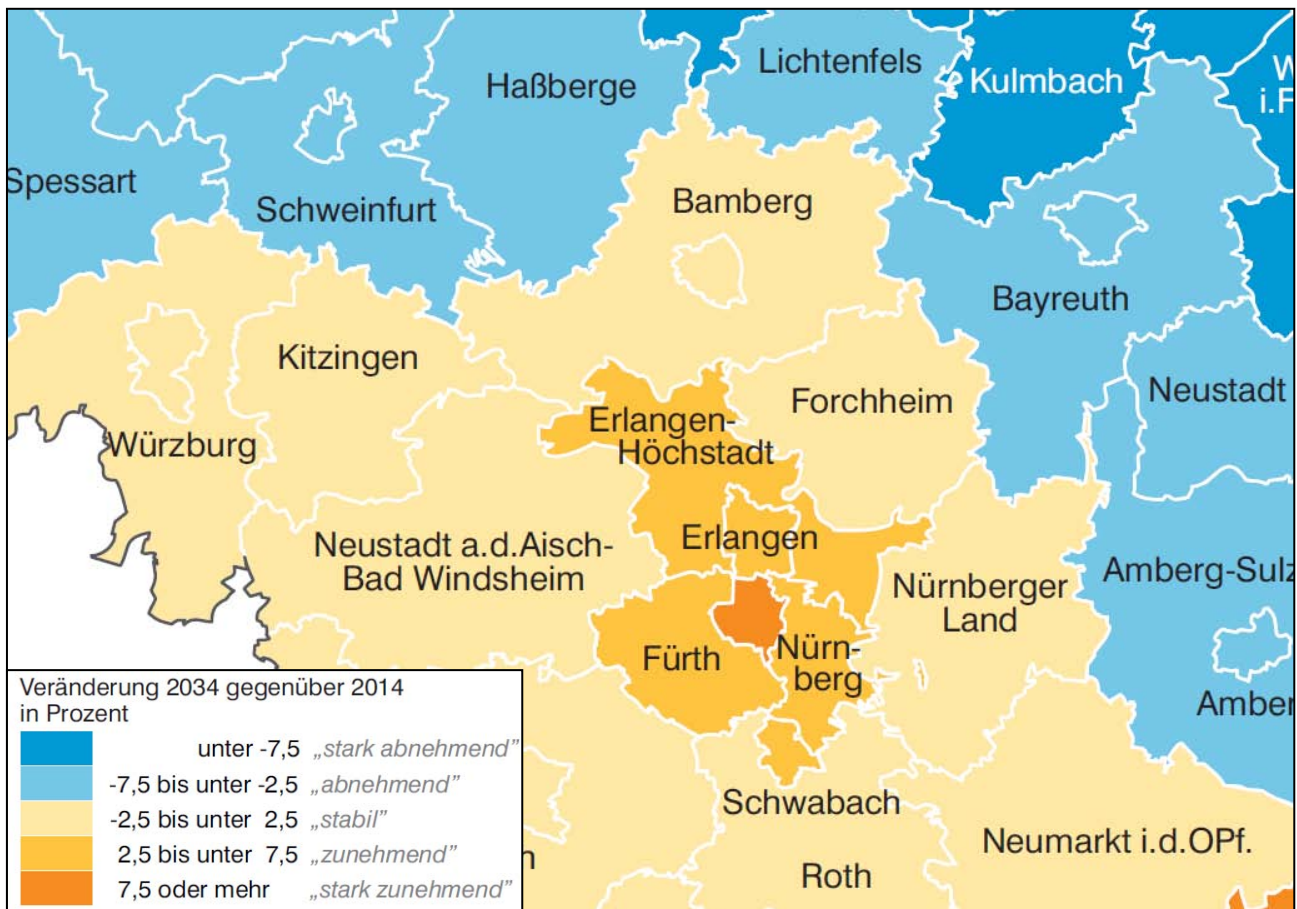 Lichtenfels
Haßberge
Kulmbach
W
i.F
Spessart
Schweinfurt
Bamberg
Bayreuth
Kitzingen
Neustadt
Forchheim
Erlangen-
Höchstadt
Würzburg
Erlangen
Neustadt a.d.Aisch-
Bad Windsheim
Amberg-Sulz
Nürnberger
Land
Fürth
Nürn-
berg
Amber
Schwabach
Neumarkt i.d.OPf.
Roth
n
Veränderung 2034 gegenüber 2014
in Prozent
unter -7,5 „stark abnehmend”
-7,5 bis unter -2,5 „abnehmend”
-2,5 bis unter 2,5 „stabil”
2,5 bis unter 7,5 „zunehmend”
7,5 oder mehr „stark zunehmend”